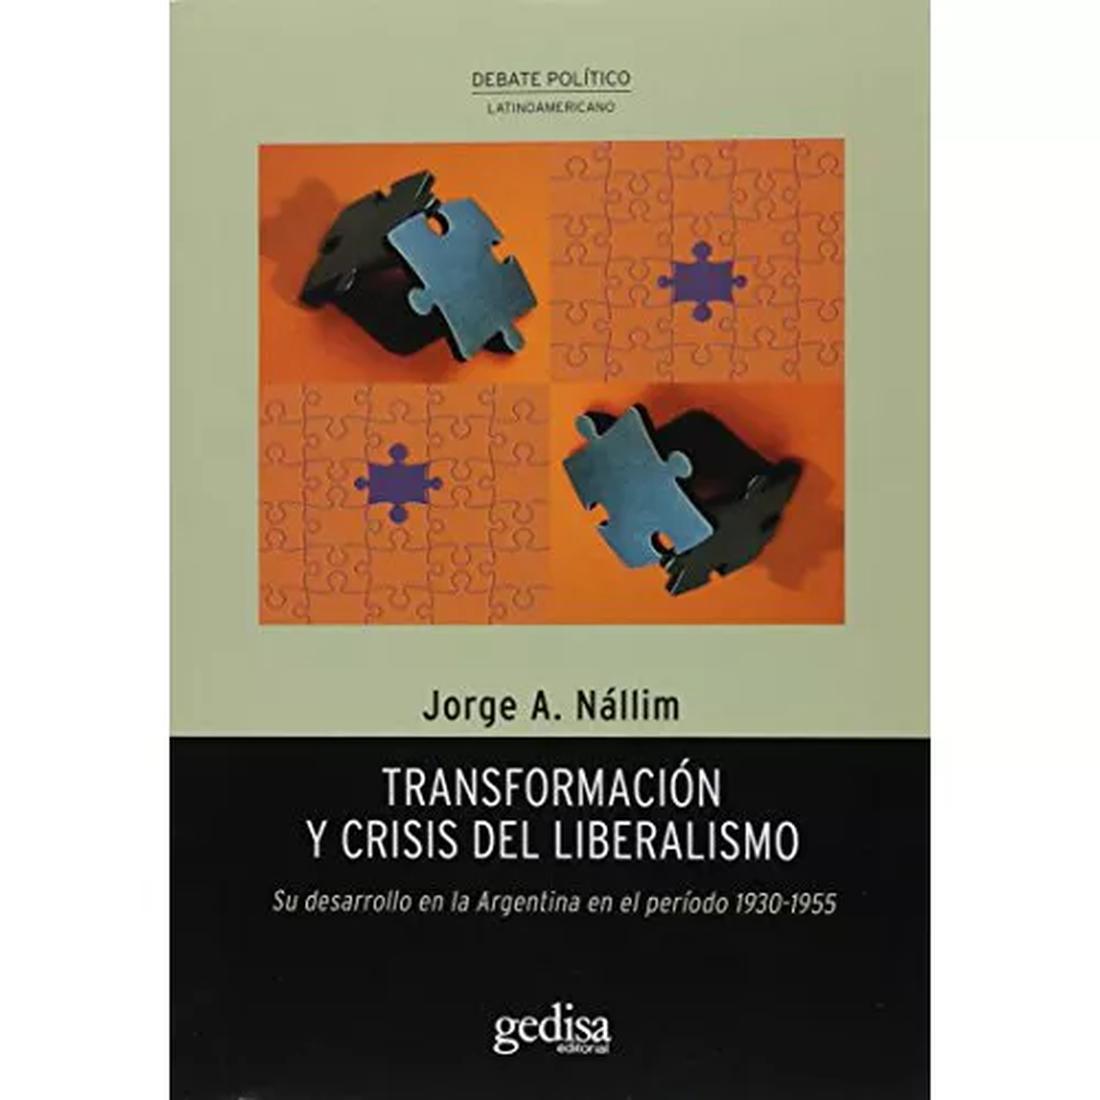 DEBATE POLÍTICO
LATINOAMERICANO
Jorge A. Nállim
TRANSFORMACIÓN
Y CRISIS DEL LIBERALISMO
Su desarrollo en la Argentina en el período 1930-1955
gedisa
editorial